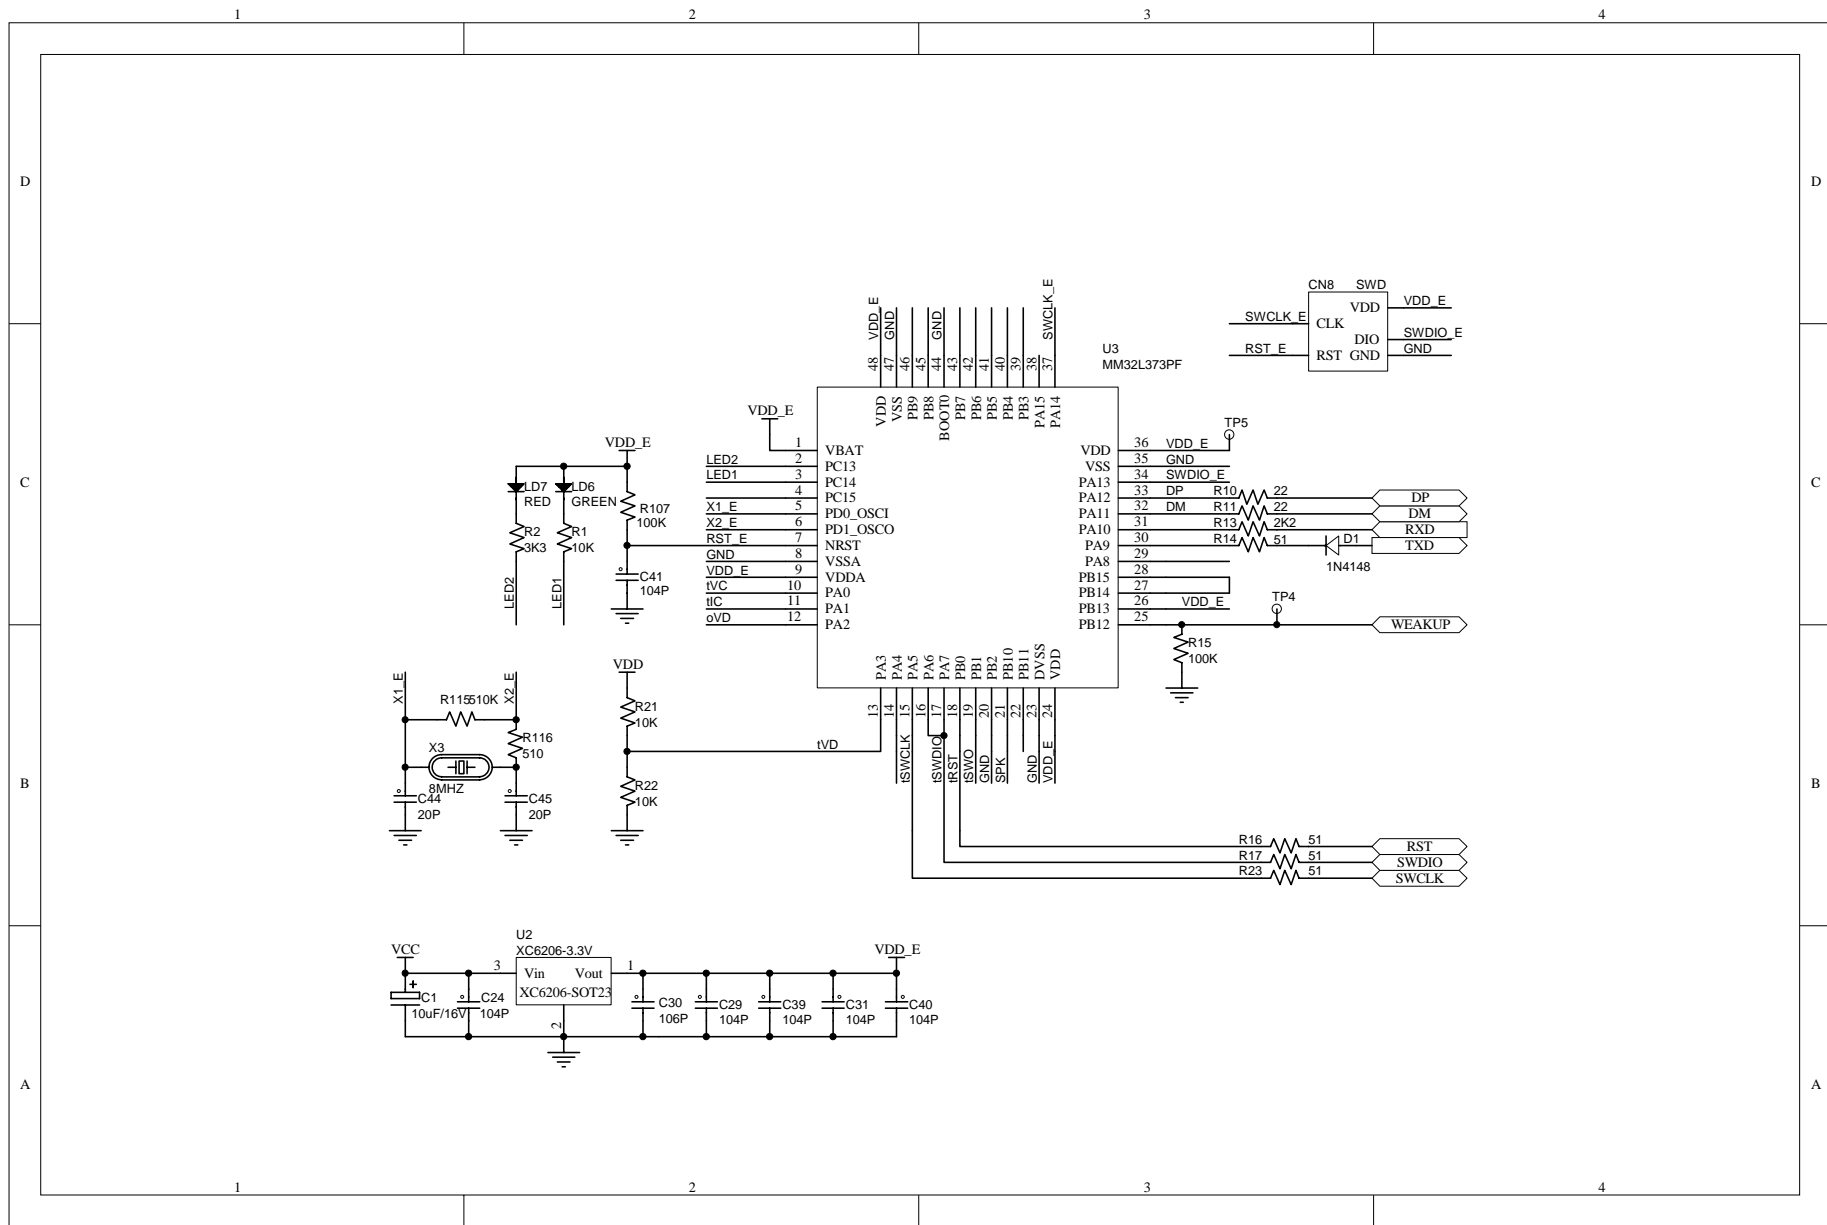 1 2 3 4
D D
C C
B B
A A
CN8 SWD
VDD VDD_E
SWCLK_E CLK
DIO SWDIO_E
RST_E RST GND GND
U3
MM32L373PF
VDD_E 48 VDD
GND 47 VSS
46 PB9
45 PB8
GND 44 BOOT0
43 PB7
42 PB6
41 PB5
40 PB4
39 PB3
38 PA15
SWCLK_E 37 PA14
VDD_E
1 VBAT
LED2 2 PC13
LED1 3 PC14
4 PC15
X1_E 5 PD0_OSCI
X2_E 6 PD1_OSCO
RST_E 7 NRST
GND 8 VSSA
VDD_E 9 VDDA
tVC 10 PA0
tIC 11 PA1
oVD 12 PA2
TP5
VDD 36 VDD_E
VSS 35 GND
PA13 34 SWDIO_E
PA12 33 DP R10 22 DP
PA11 32 DM R11 22 DM
PA10 31 R13 2K2 RXD
PA9 30 R14 51 D1 TXD
1N4148
PA8 29
PB15 28
PB14 27
PB13 26 VDD_E
TP4
PB12 25 WEAKUP
R15
100K
PA3 13
PA4 14
PA5 15 tSWCLK
PA6 16
PA7 17 tSWDIO
PB0 18 tRST
PB1 19 tSWO
PB2 20 GND
PB10 21 SPK
PB11 22
DVSS 23 GND
VDD 24 VDD_E
VDD_E
LD7
RED
LD6
GREEN
R107
100K
R2
3K3
R1
10K
C41
104P
LED2
LED1
X1_E
X2_E
R115 510K
R116
510
X3
8MHZ
C44
20P
C45
20P
VDD
R21
10K
tVD
R22
10K
R16 51 RST
R17 51 SWDIO
R23 51 SWCLK
VCC
U2
XC6206-3.3V
VDD_E
3 Vin Vout 1
XC6206-SOT23
2
C1
10uF/16V
C24
104P
C30
106P
C29
104P
C39
104P
C31
104P
C40
104P
1 2 3 4